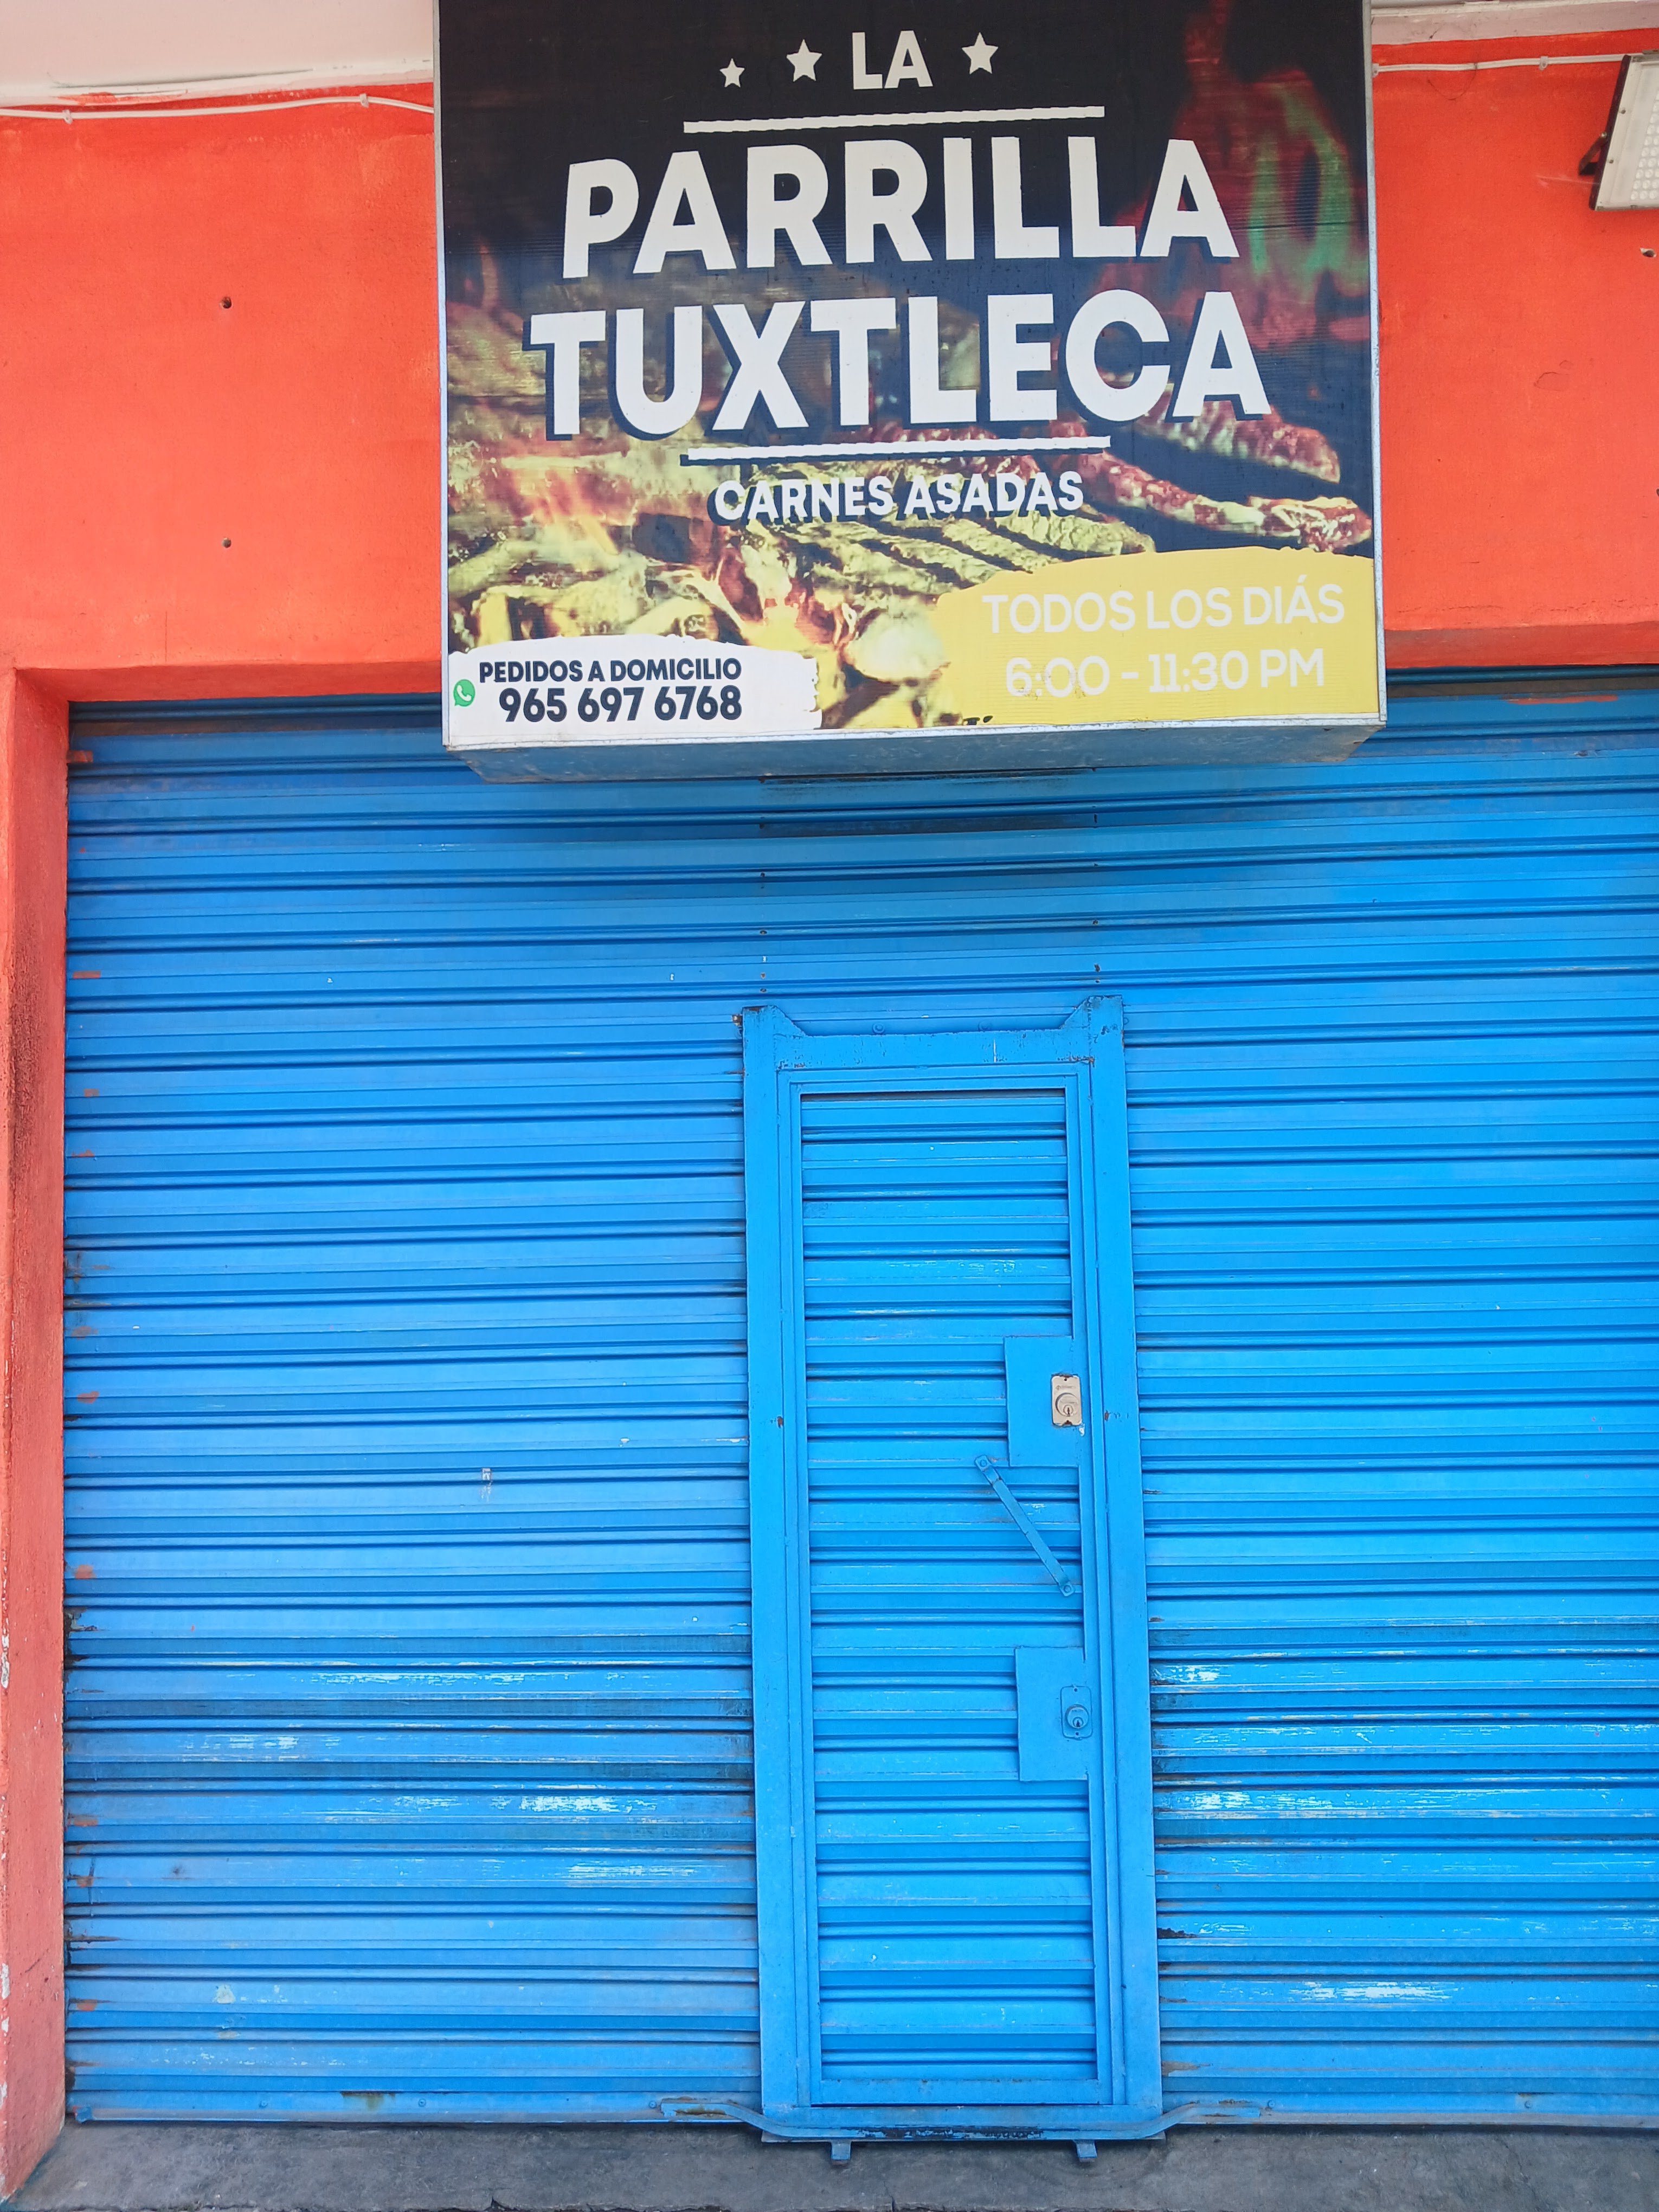 LA
PARRILLA
TUXTLECA
CARNES ASADAS
TODOS LOS DIÁS
6:00 - 11:30 PM
PEDIDOS A DOMICILIO
965 697 6768